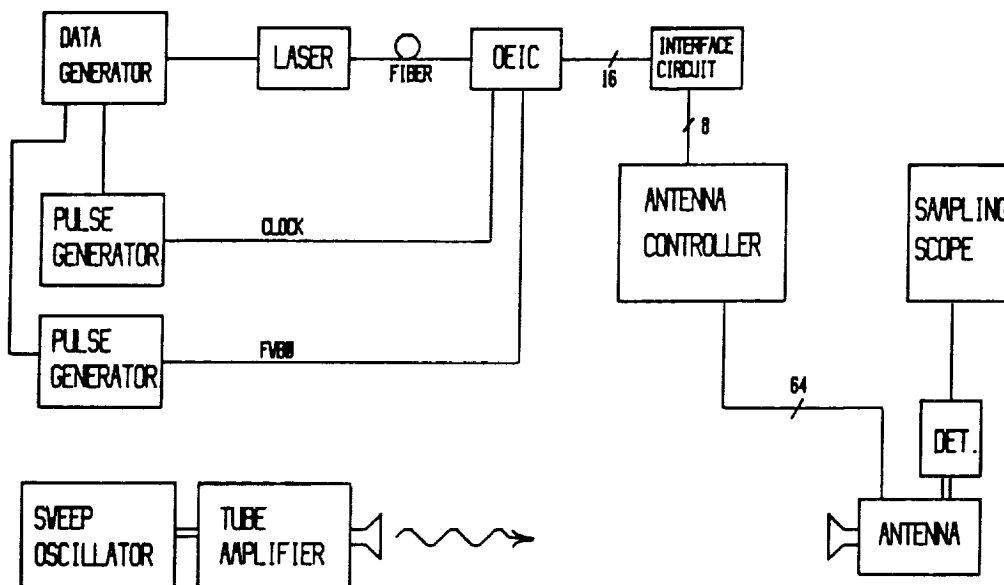 DATA
GENERATOR
LASER
FIBER
OEIC
16
INTERFACE
CIRCUIT
8
PULSE
GENERATOR
CLOCK
ANTENNA
CONTROLLER
SAMPLING
SCOPE
PULSE
GENERATOR
64
DET.
SWEEP
OSCILLATOR
TUBE
AMPLIFIER
ANTENNA